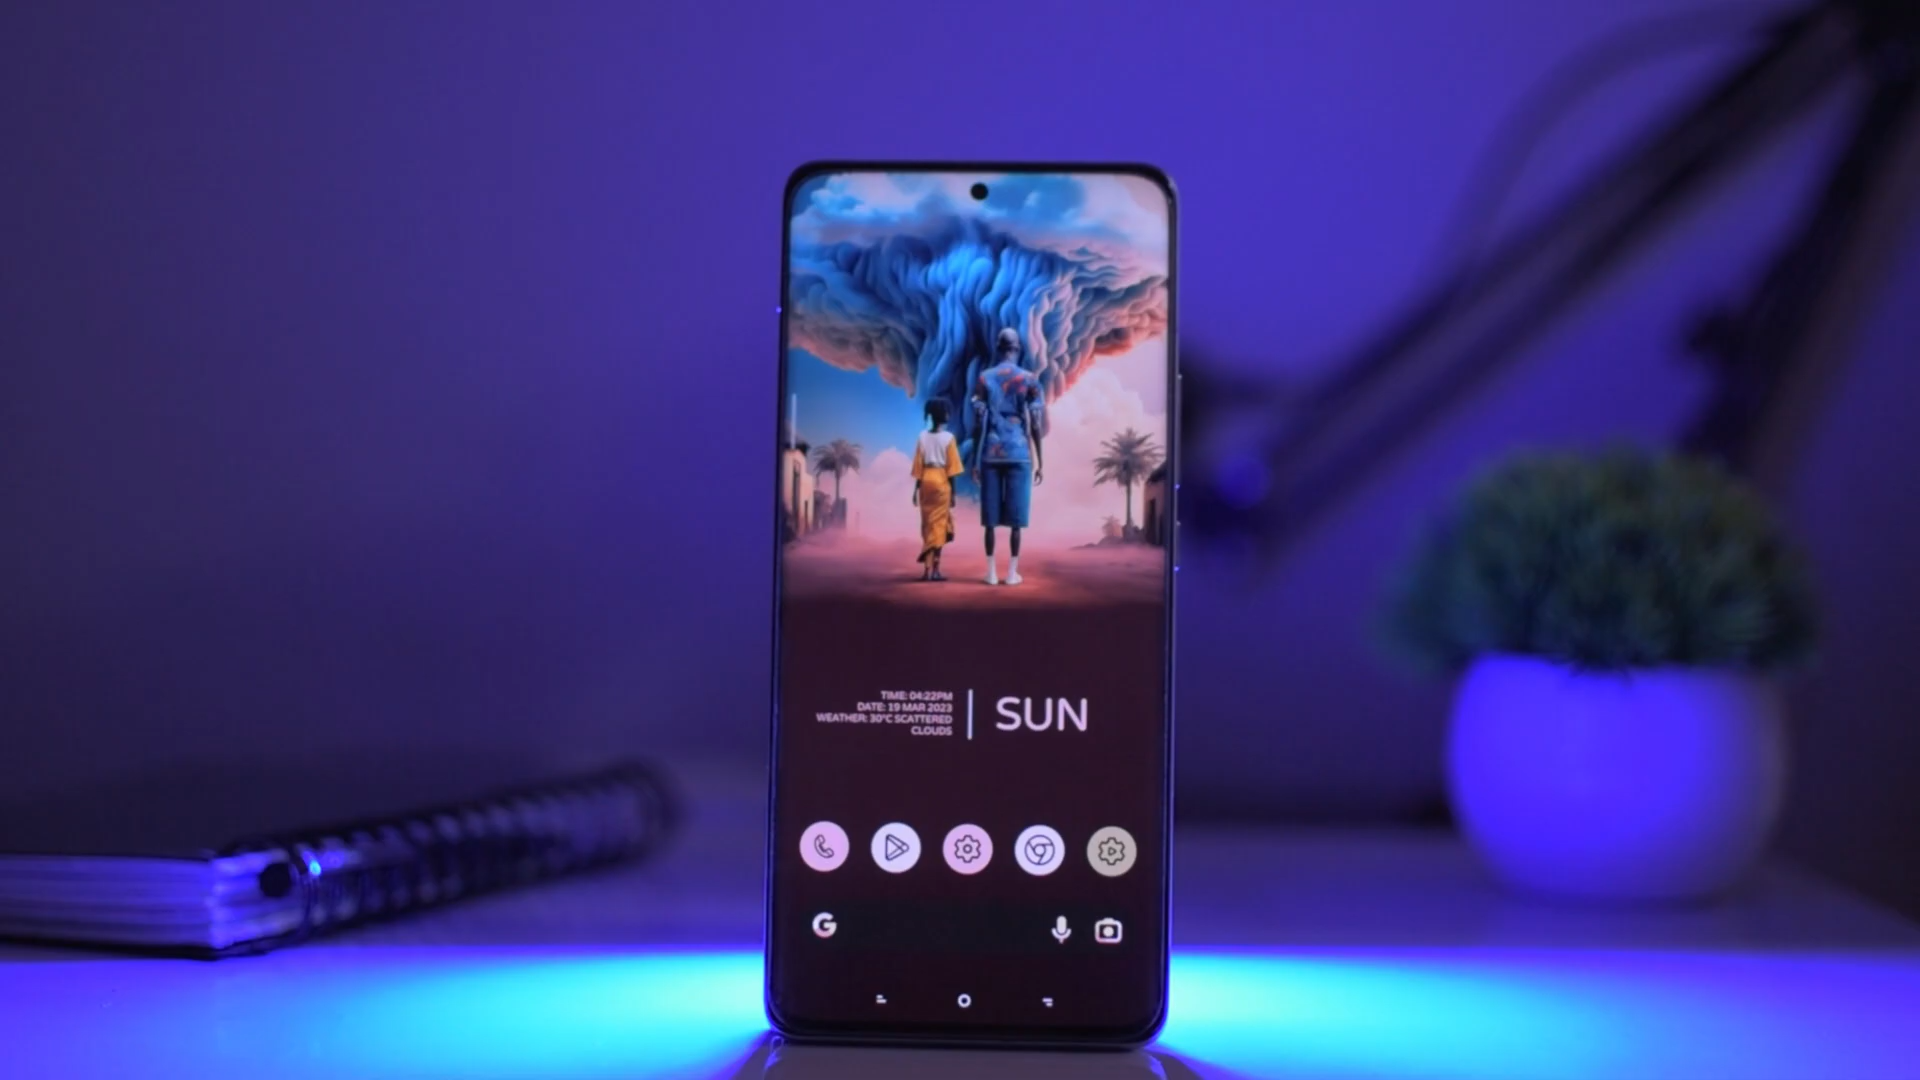 TIME: 04:22PM
DATE: 19 MAR 2023
WEATHER: 30°C SCATTERED
CLOUDS
SUN
G